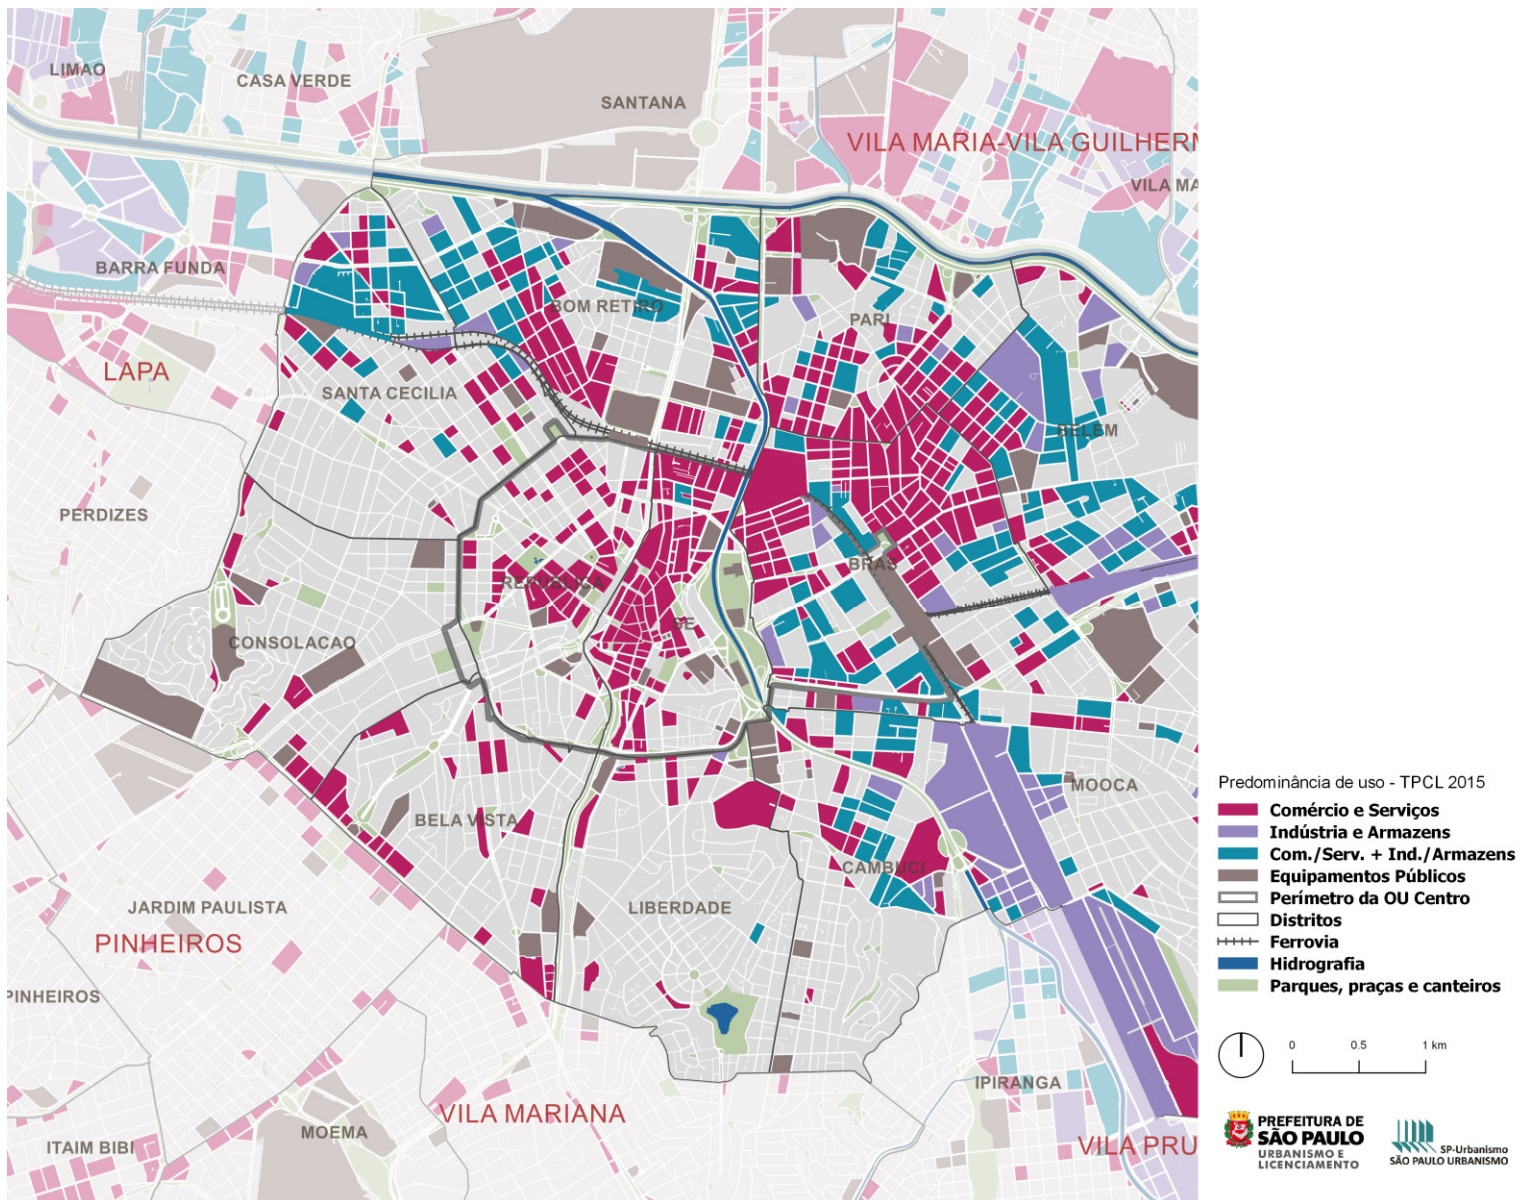 LIMAO
CASA VERDE
SANTANA
VILA MARIA-VILA GUILHERN
VILA MA
BARRA FUNDA
BOM RETIRO
PARI
LAPA
SANTA CECILIA
BELEM
PERDIZES
BRAS
REPUBLICA
SE
CONSOLACAO
MOOCA
BELA VISTA
CAMBUCI
JARDIM PAULISTA
LIBERDADE
PINHEIROS
PINHEIROS
IPIRANGA
VILA MARIANA
MOEMA
ITAIM BIBI
VILA PRU
Predominância de uso - TPCL 2015
Comércio e Serviços
Indústria e Armazens
Com./Serv. + Ind./Armazens
Equipamentos Públicos
Perímetro da OU Centro
Distritos
Ferrovia
Hidrografia
Parques, praças e canteiros
0 0.5 1 km
PREFEITURA DE
SÃO PAULO
URBANISMO E
LICENCIAMENTO
SP-Urbanismo
SÃO PAULO URBANISMO